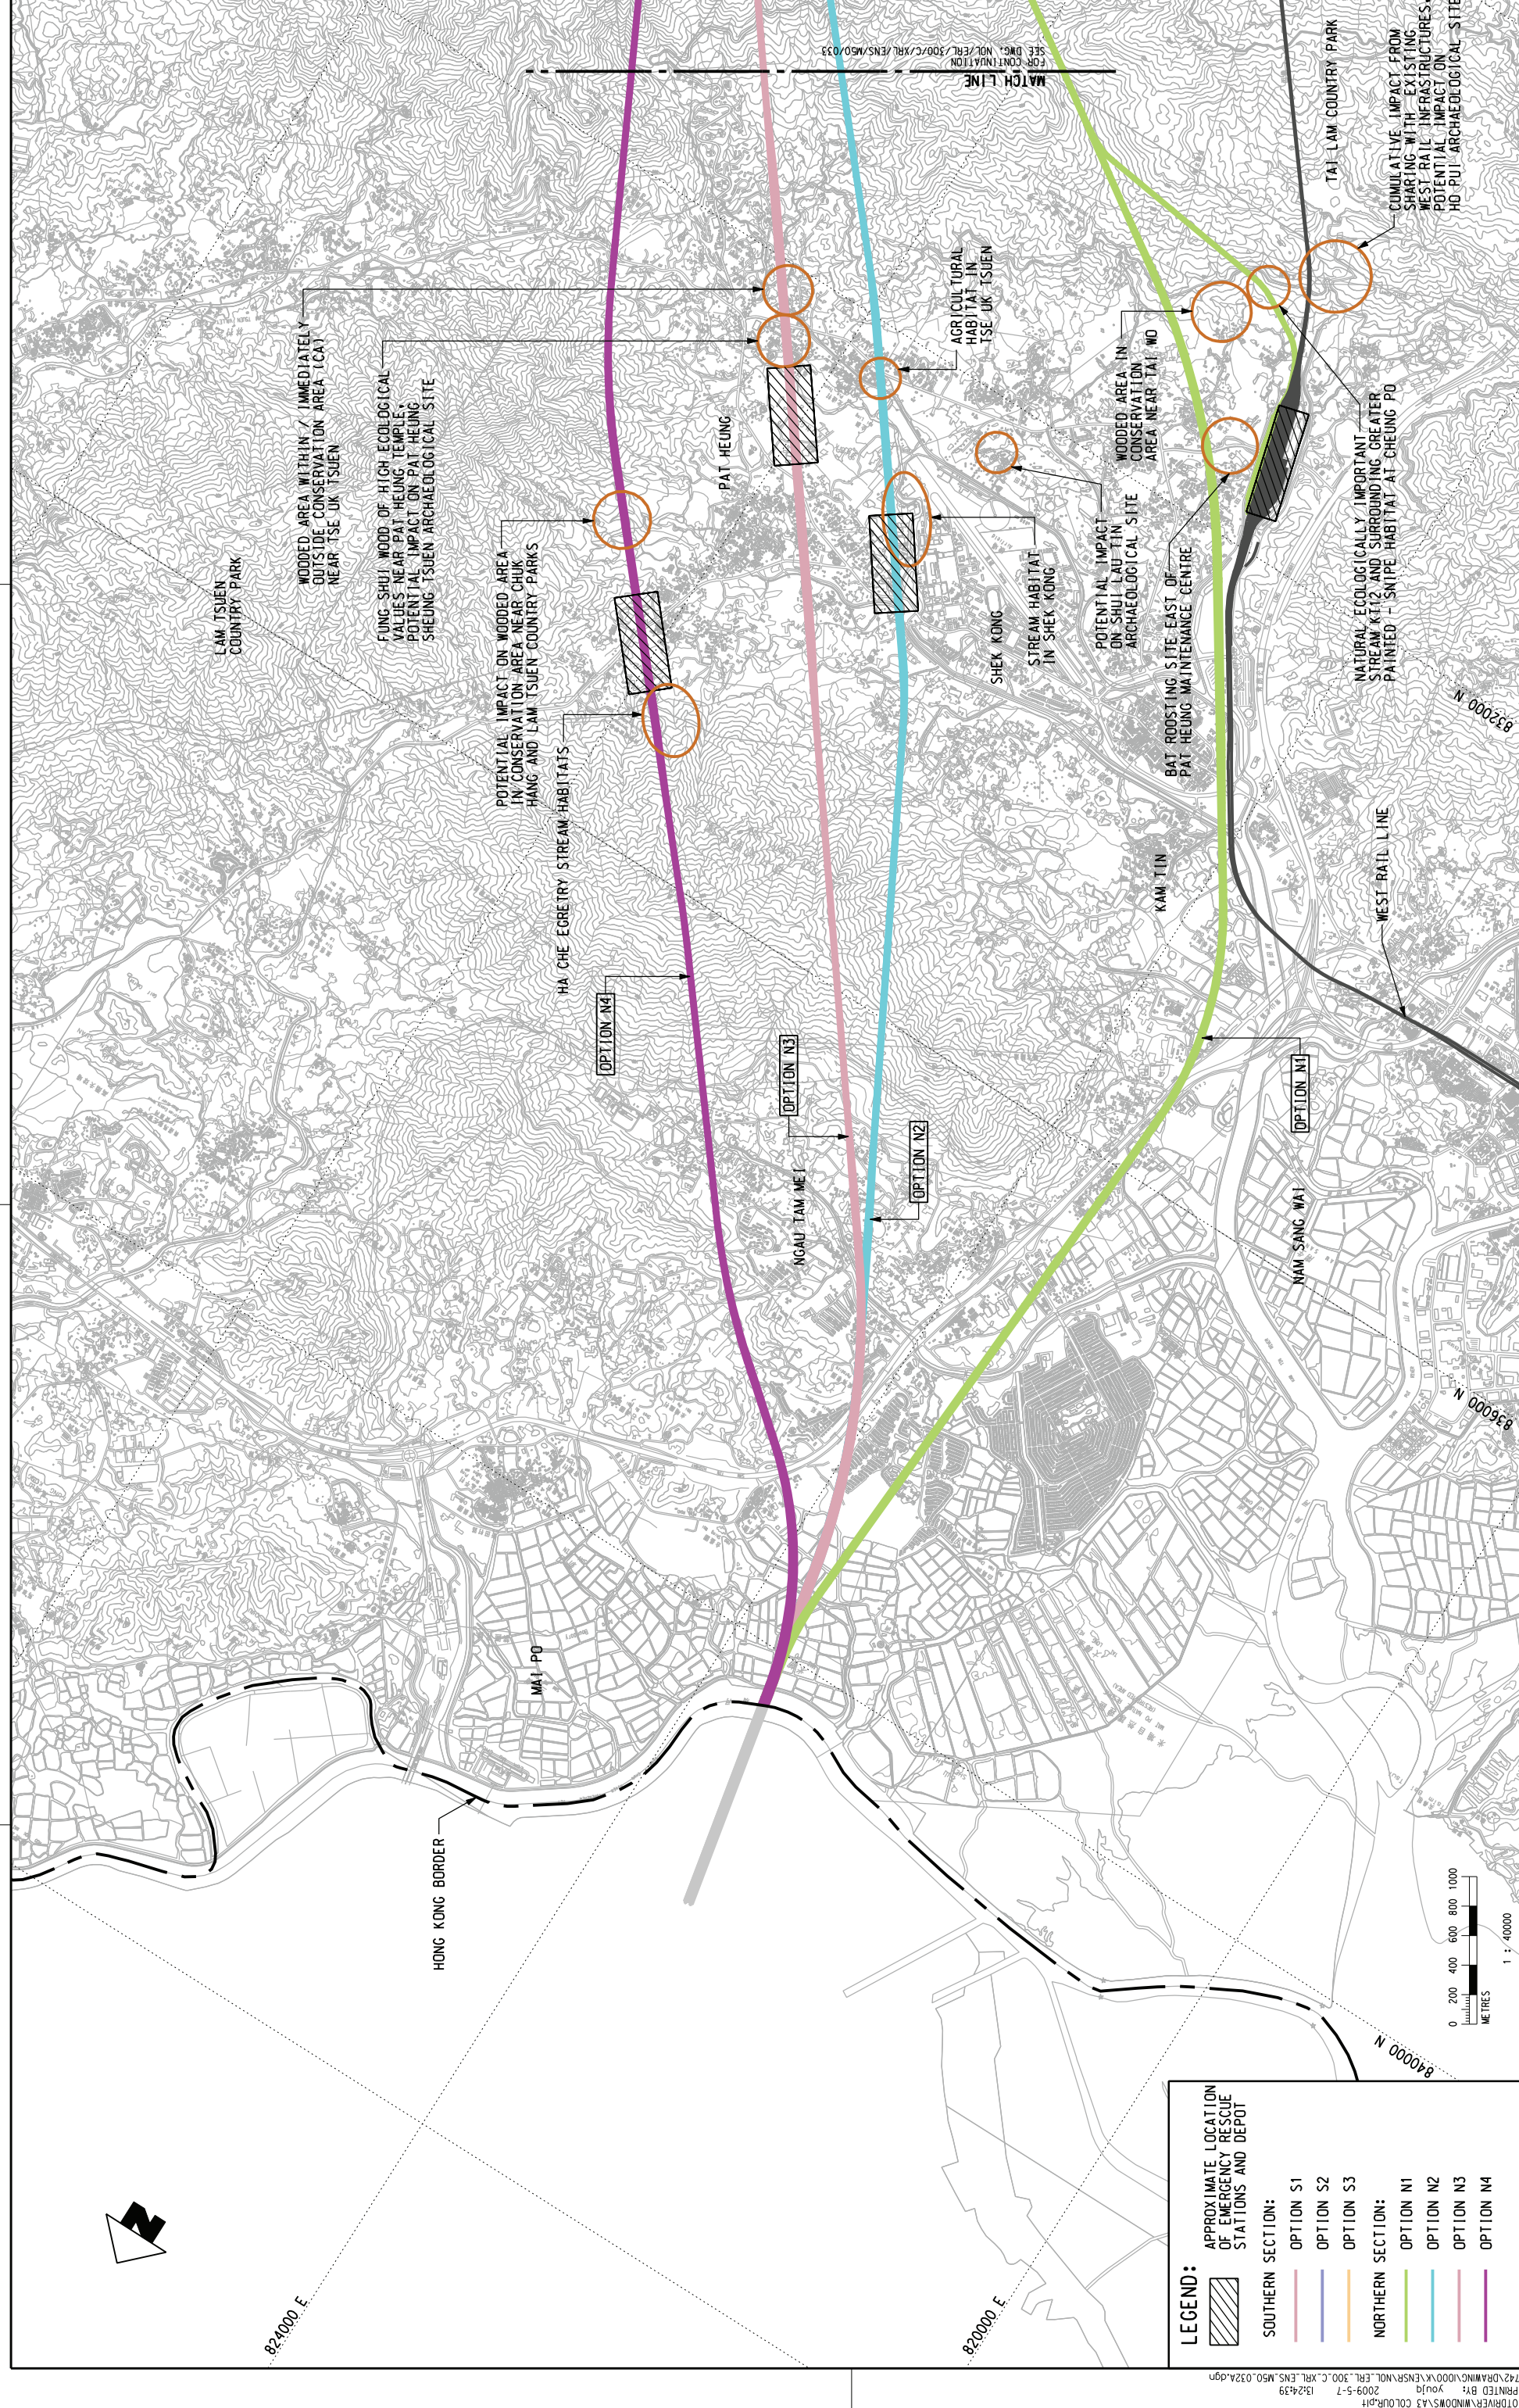 LAM TSUEN
COUNTRY PARK
WOODED AREA WITHIN / IMMEDIATELY
OUTSIDE CONSERVATION AREA (CA)
NEAR TSE UK TSUEN
FUNG SHUI WOOD OF HIGH ECOLOGICAL
VALUES NEAR PAT HEUNG TEMPLE,
POTENTIAL IMPACT ON PAT HEUNG
SHEUNG TSUEN ARCHAEOLOGICAL SITE
POTENTIAL IMPACT ON WOODED AREA
IN CONSERVATION AREA NEAR CHUK
HANG AND LAM TSUEN COUNTRY PARKS
HA CHE EGRETRY STREAM HABITATS
PAT HEUNG
MATCH LINE
FOR CONTINUATION
SEE DWG. NOL/ERL/300/C/XRL/ENS/M50/033
AGRICULTURAL
HABITAT IN
TSE UK TSUEN
SHEK KONG
STREAM HABITAT
IN SHEK KONG
POTENTIAL IMPACT
ON SHUI LAU TIN
ARCHAEOLOGICAL SITE
WOODED AREA IN
CONSERVATION
AREA NEAR TAI WO
BAT ROOSTING SITE EAST OF
PAT HEUNG MAINTENANCE CENTRE
TAI LAM COUNTRY PARK
CUMULATIVE IMPACT FROM
SHARING WITH EXISTING
WEST RAIL INFRASTRUCTURES,
POTENTIAL IMPACT ON
HO PUI ARCHAEOLOGICAL SITE
NATURAL ECOLOGICALLY IMPORTANT
STREAM KT12 AND SURROUNDING GREATER
PAINTED - SNIPE HABITAT AT CHEUNG PO
832000 N
KAM TIN
WEST RAIL LINE
OPTION N4
OPTION N3
OPTION N2
OPTION N1
NGAU TAM MEI
NAM SANG WAI
836000 N
MAI PO
HONG KONG BORDER
840000 N
824000 E
820000 E
N
0 200 400 600 800 1000
METRES
1 : 40000
LEGEND:
APPROXIMATE LOCATION
OF EMERGENCY RESCUE
STATIONS AND DEPOT
SOUTHERN SECTION:
OPTION S1
OPTION S2
OPTION S3
NORTHERN SECTION:
OPTION N1
OPTION N2
OPTION N3
OPTION N4
PRINTED BY: youjg 2009-5-7 13:24:39